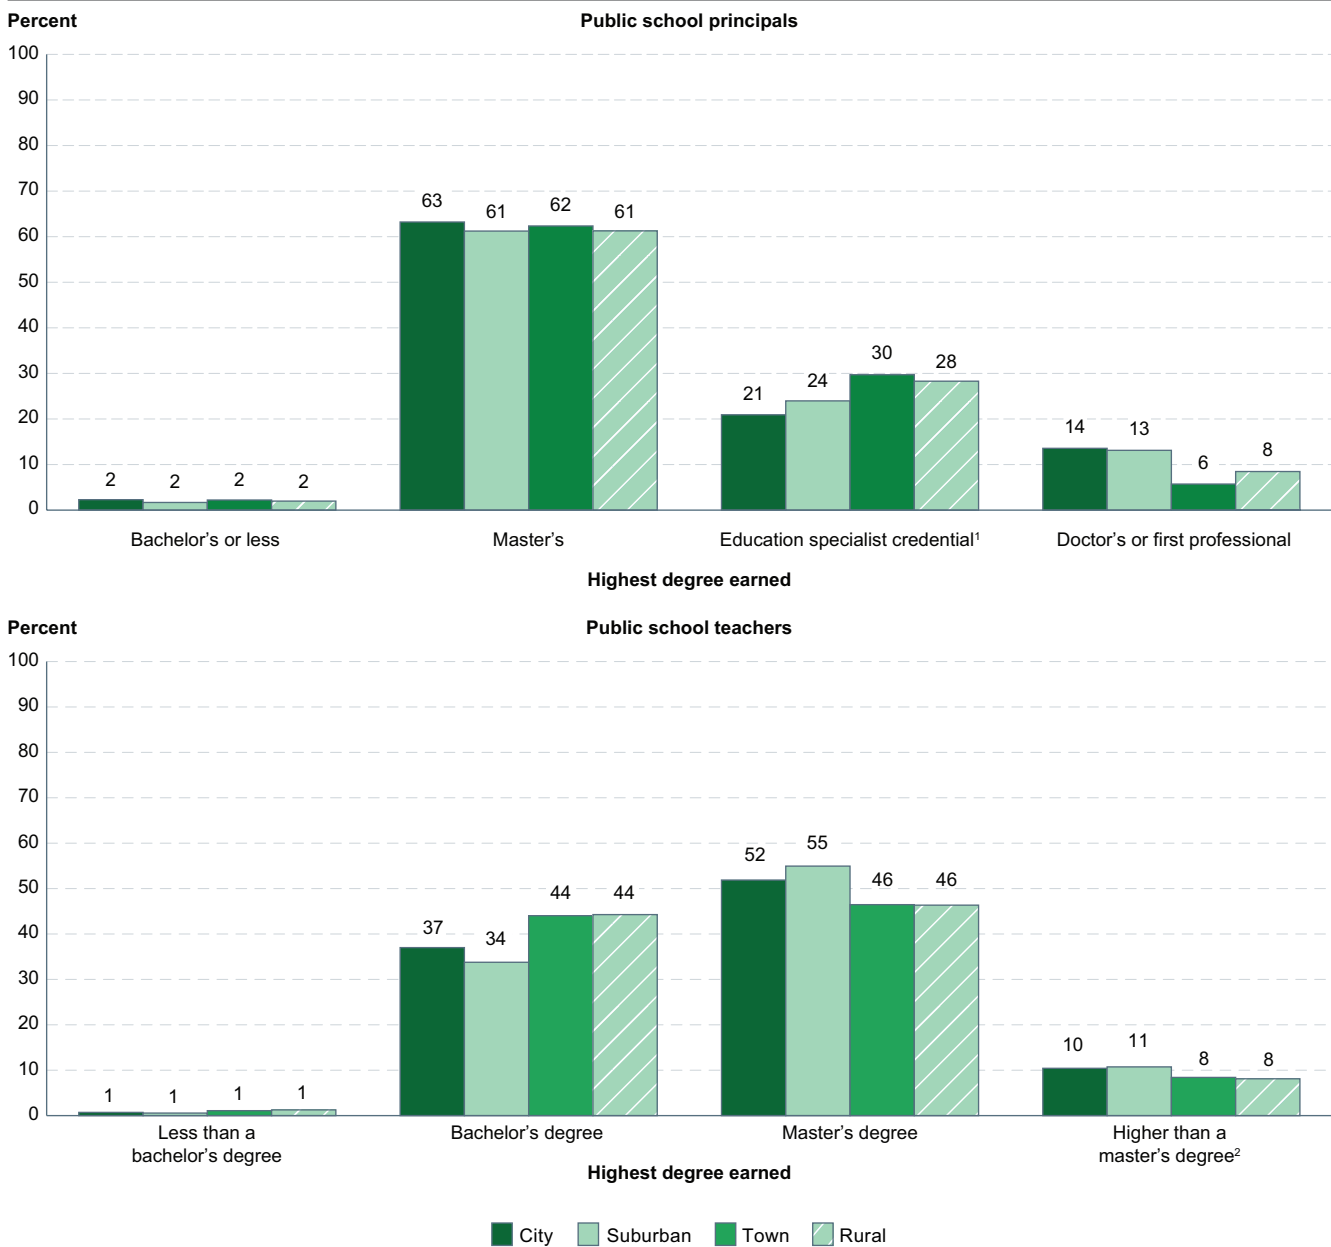 Percent Public school principals
100
90
80
70
60
50
40
30
20
10
0
2 2 2 2
63 61 62 61
21 24 30 28
14 13 6 8
Bachelor’s or less Master’s Education specialist credential¹ Doctor’s or first professional
Highest degree earned
Percent Public school teachers
100
90
80
70
60
50
40
30
20
10
0
1 1 1 1
37 34 44 44
52 55 46 46
10 11 8 8
Less than a
bachelor’s degree
Bachelor’s degree
Master’s degree
Higher than a
master’s degree²
Highest degree earned
City Suburban Town Rural